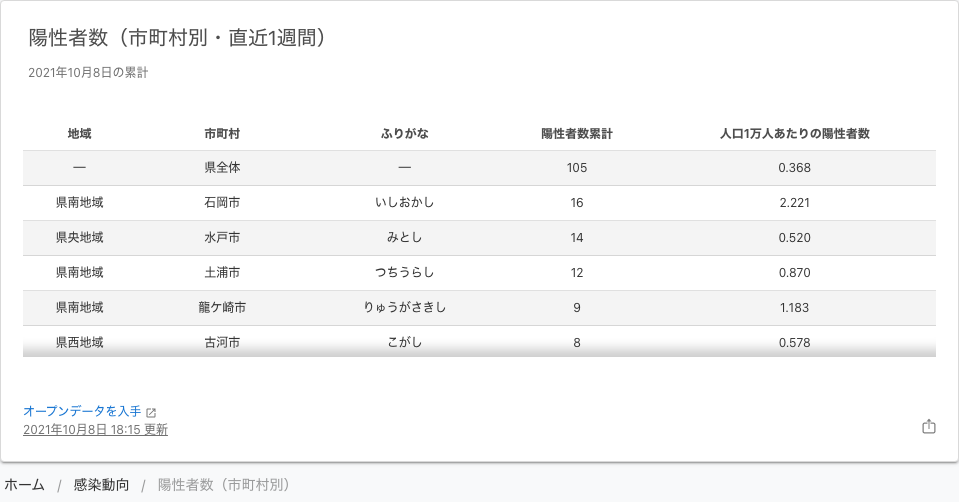 陽性者数（市町村別・直近1週間）
2021年10月8日の累計
地域 市町村 ふりがな 陽性者数累計 人口1万人あたりの陽性者数
— 県全体 — 105 0.368
県南地域 石岡市 いしおかし 16 2.221
県央地域 水戸市 みとし 14 0.520
県南地域 土浦市 つちうらし 12 0.870
県南地域 龍ケ崎市 りゅうがさきし 9 1.183
県西地域 古河市 こがし 8 0.578
オープンデータを入手
2021年10月8日 18:15 更新
ホーム / 感染動向 / 陽性者数（市町村別）